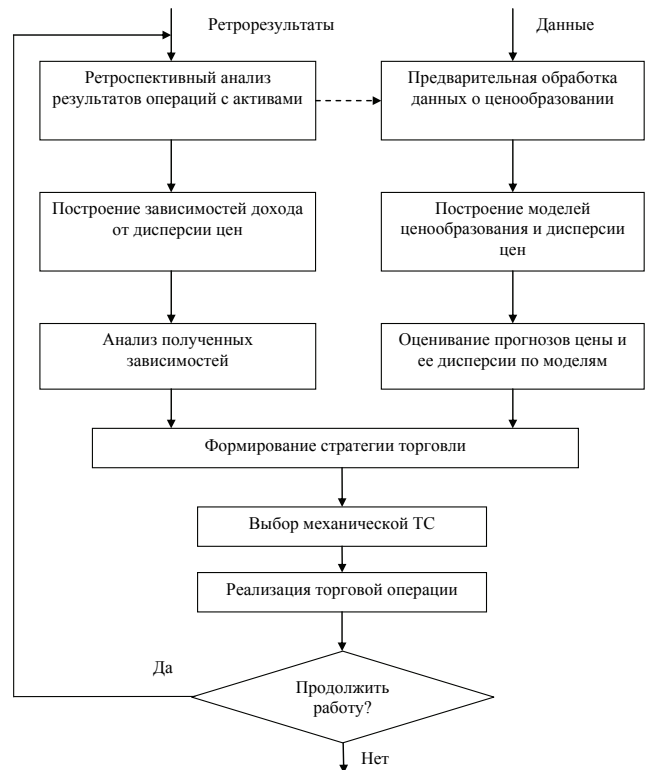 Ретрорезультаты
Данные
Ретроспективный анализ
результатов операций с активами
Предварительная обработка
данных о ценообразовании
Построение зависимостей дохода
от дисперсии цен
Построение моделей
ценообразования и дисперсии
цен
Анализ полученных
зависимостей
Оценивание прогнозов цены и
ее дисперсии по моделям
Формирование стратегии торговли
Выбор механической ТС
Реализация торговой операции
Да
Продолжить
работу?
Нет